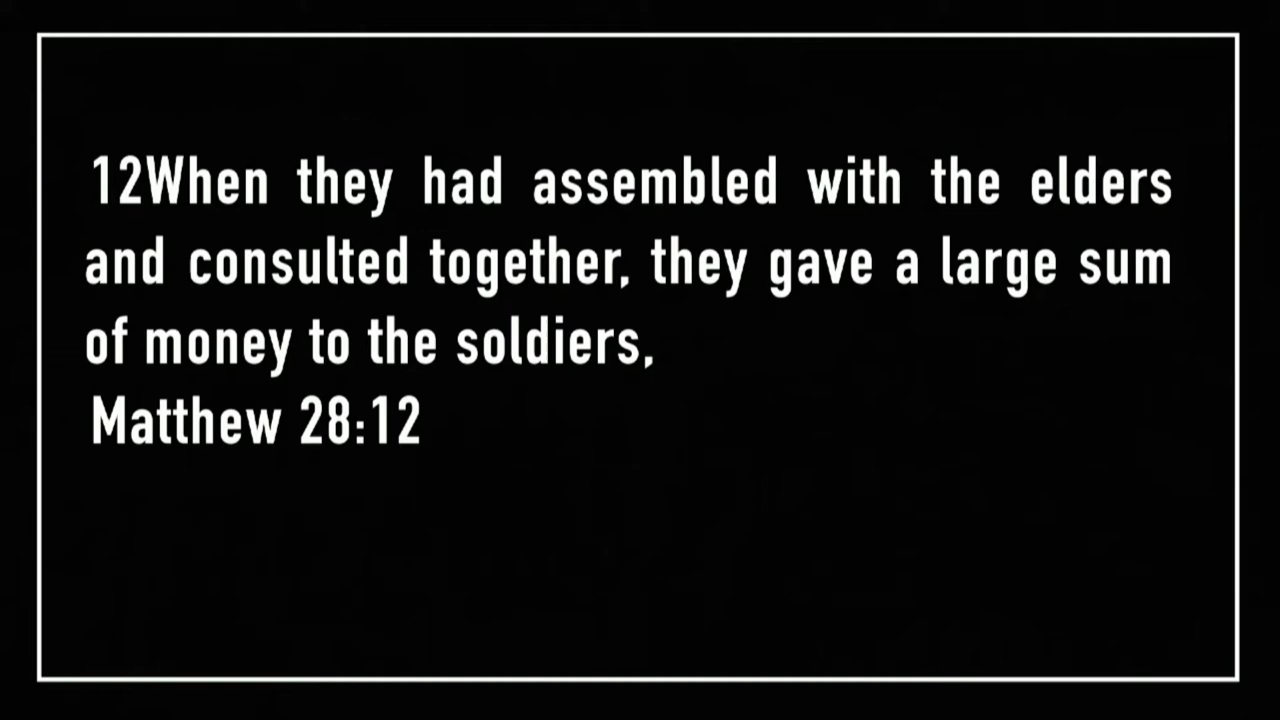 12When they had assembled with the elders
and consulted together, they gave a large sum
of money to the soldiers,
Matthew 28:12